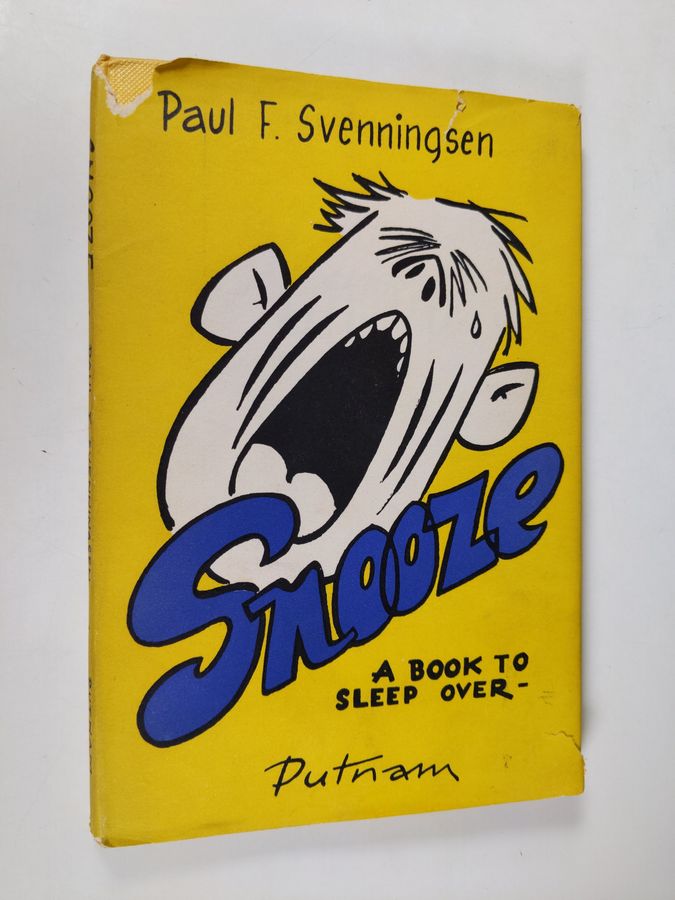 Paul F. Svenningsen
Snooze
A BOOK TO
SLEEP OVER-
Putnam